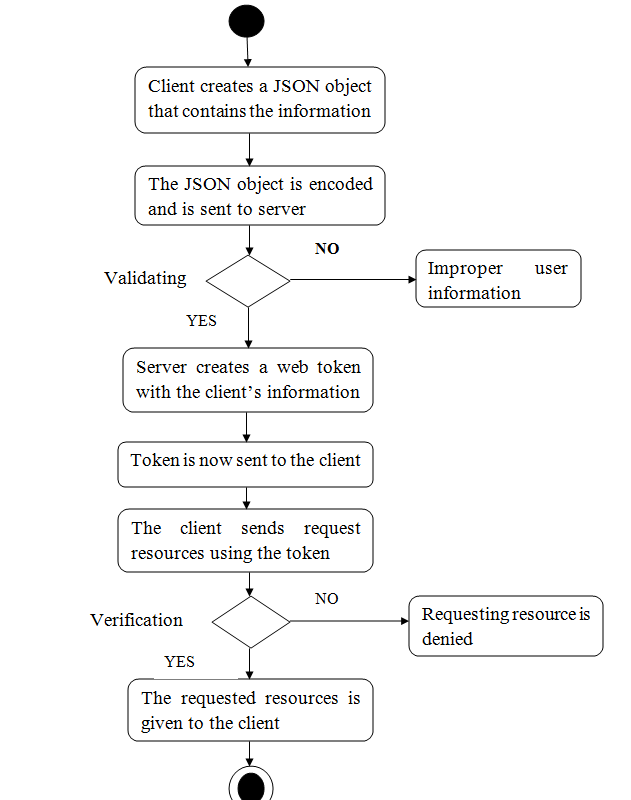 Client creates a JSON object
that contains the information
The JSON object is encoded
and is sent to server
NO
Validating
Improper user
information
YES
Server creates a web token
with the client's information
Token is now sent to the client
The client sends request
resources using the token
NO
Verification
Requesting resource is
denied
YES
The requested resources is
given to the client